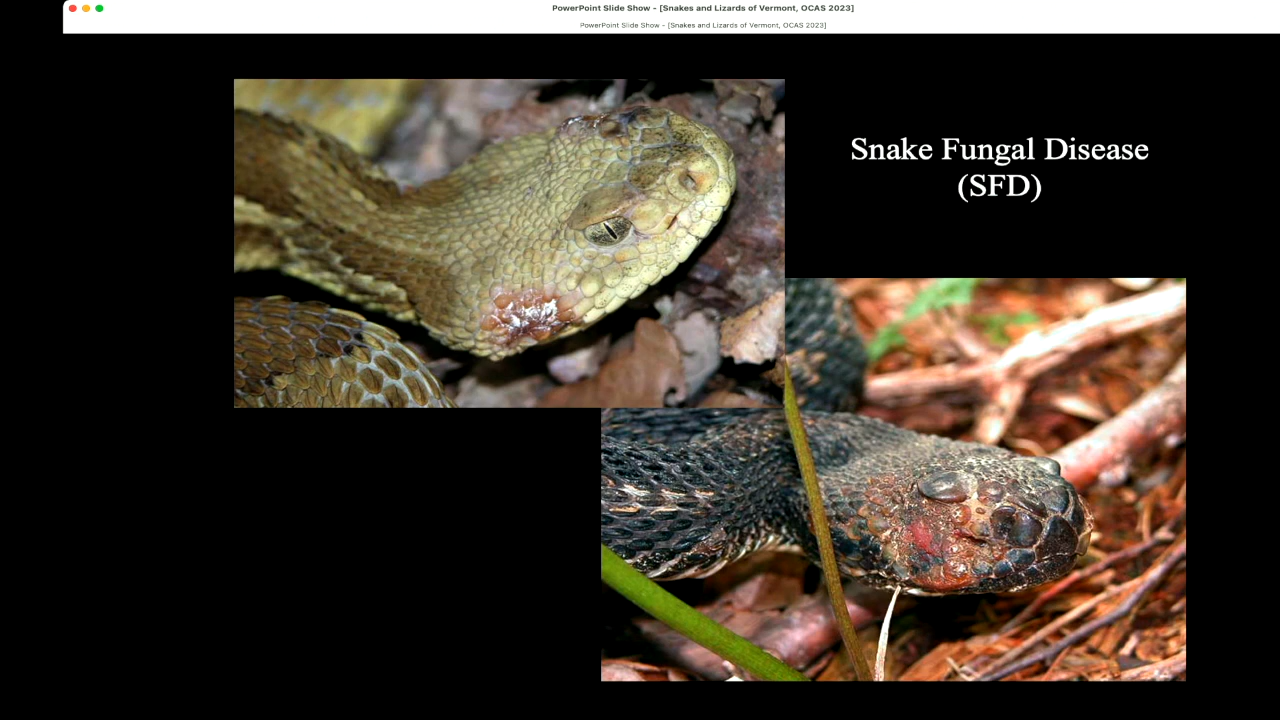 PowerPoint Slide Show - [Snakes and Lizards of Vermont, OCAS 2023]
PowerPoint Slide Show - [Snakes and Lizards of Vermont, OCAS 2023]
Snake Fungal Disease
(SFD)